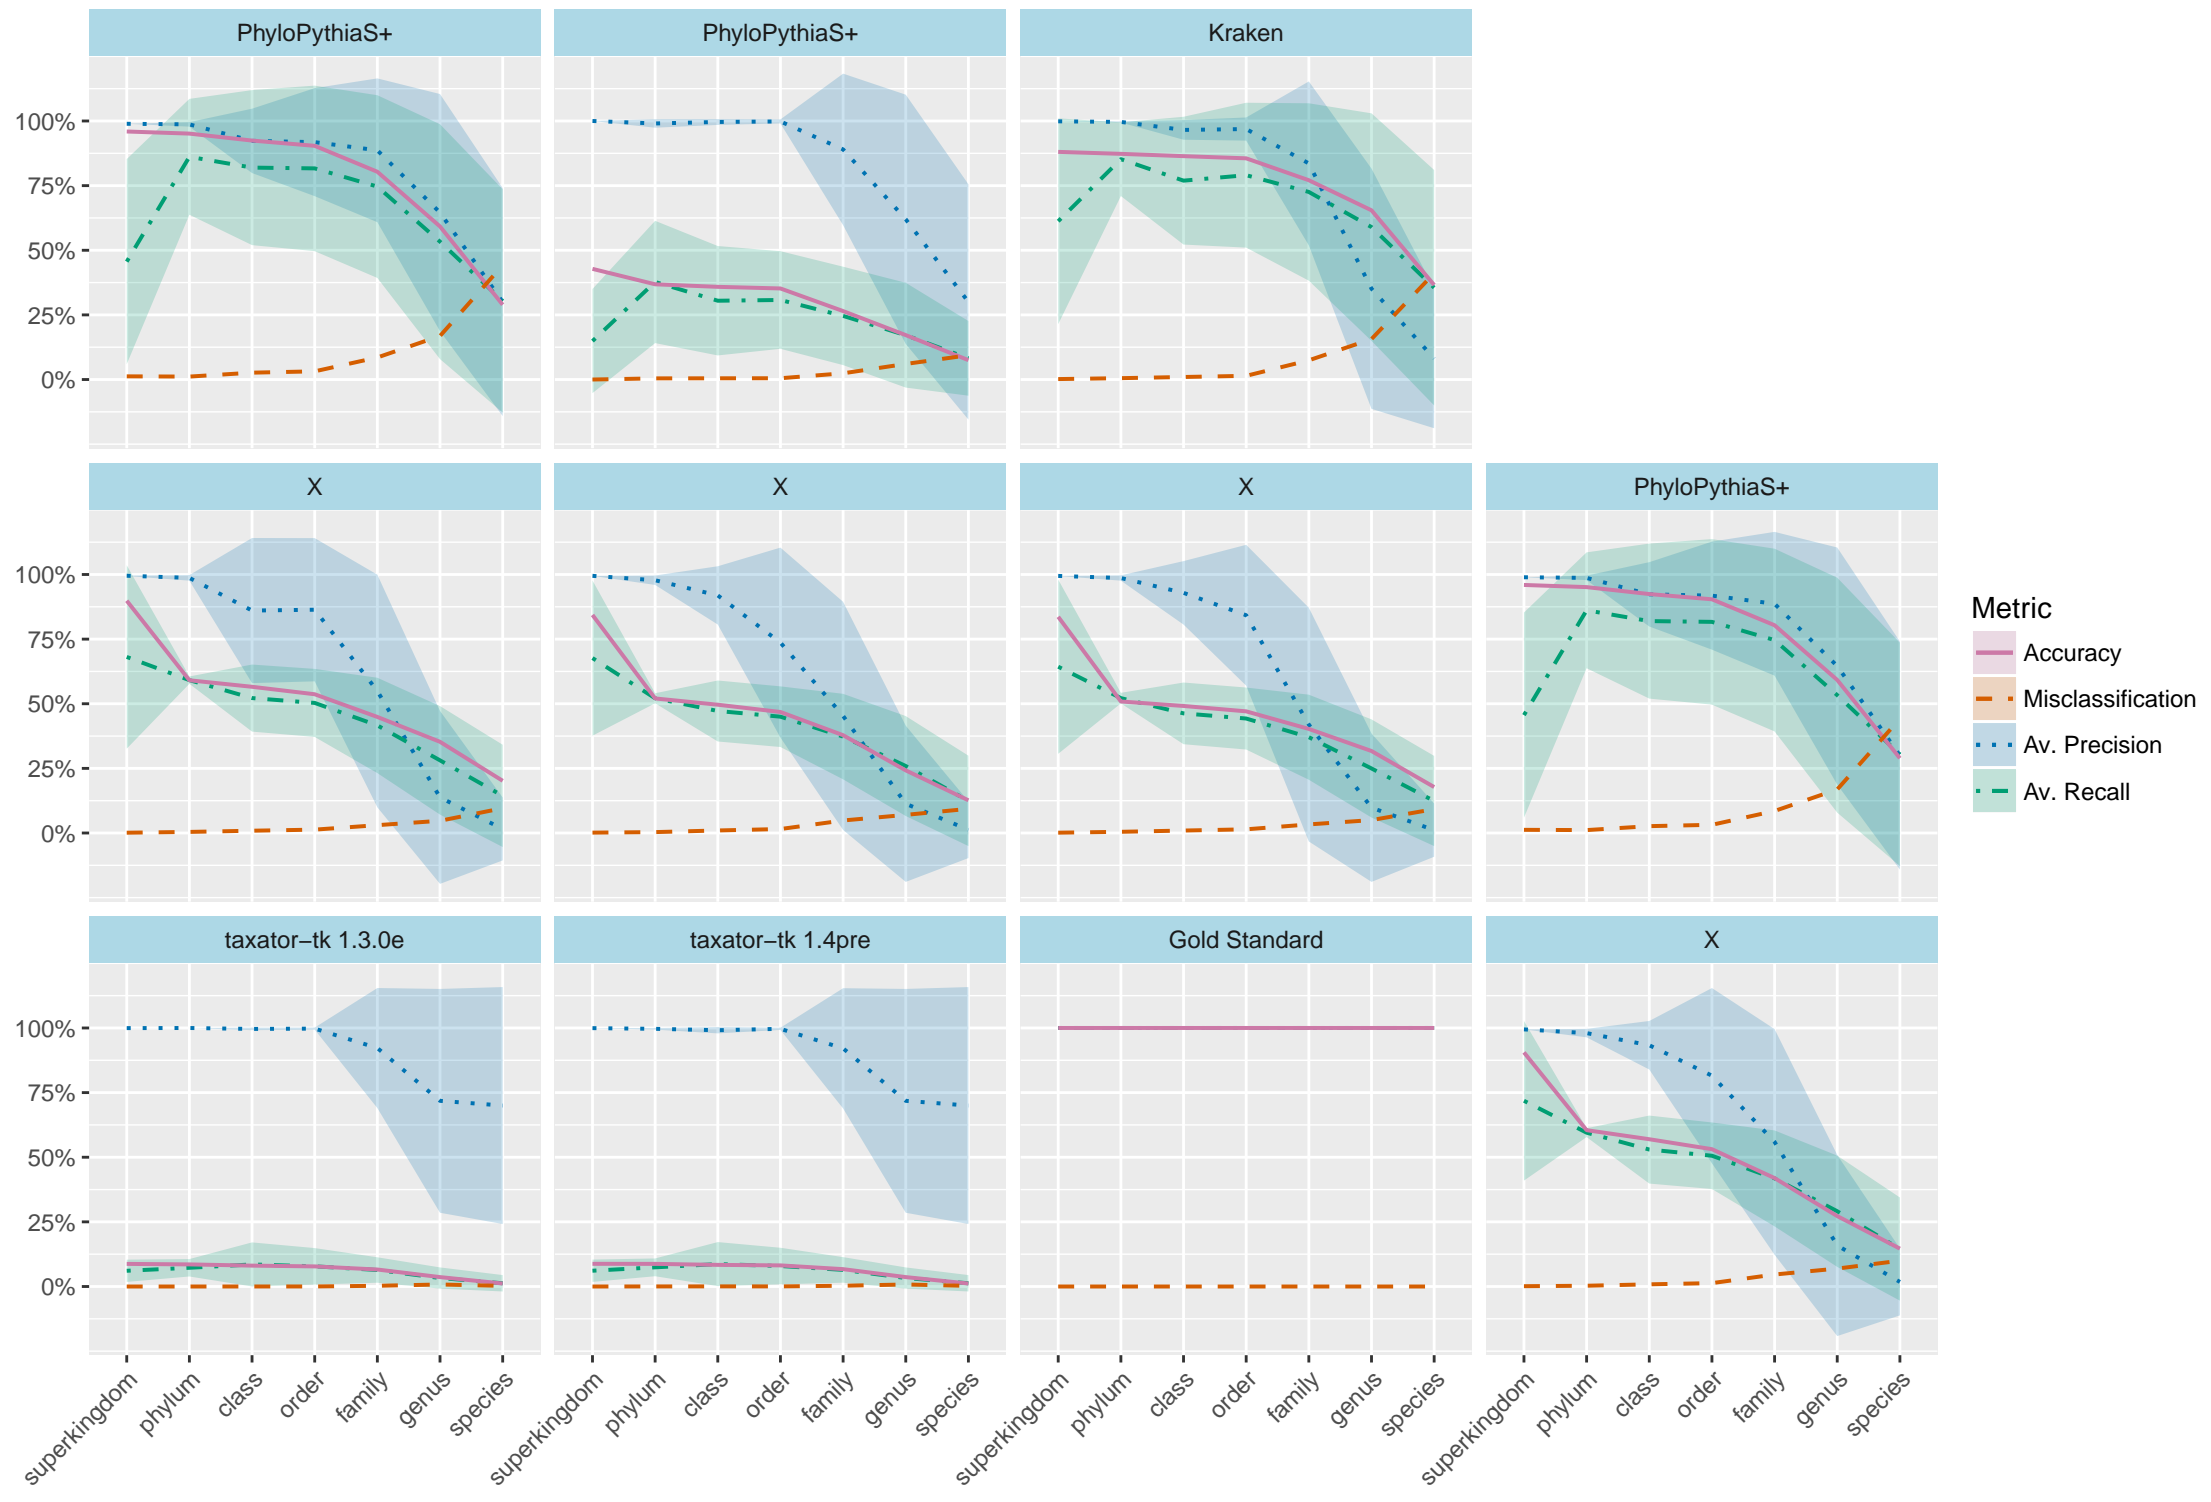 PhyloPythiaS+ PhyloPythiaS+ Kraken
100%
75%
50%
25%
0%
X X X PhyloPythiaS+
100%
75%
50%
25%
0%
Metric
Accuracy
Misclassification
Av. Precision
Av. Recall
taxator−tk 1.3.0e taxator−tk 1.4pre Gold Standard X
100%
75%
50%
25%
0%
superkingdom phylum class order family genus species superkingdom phylum class order family genus species superkingdom phylum class order family genus species superkingdom phylum class order family genus species